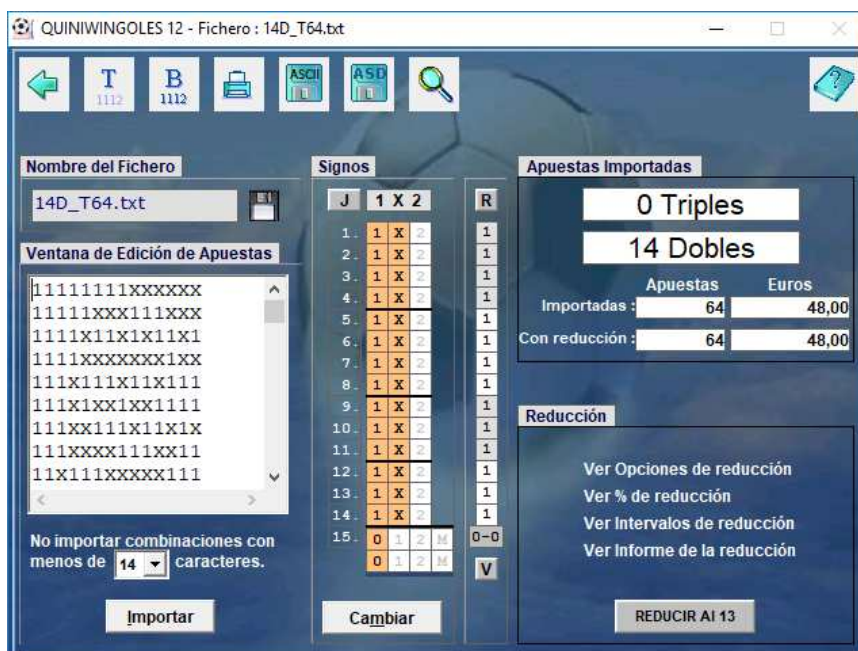 QUINIWINGOLES 12 - Fichero : 14D_T64.txt
T
1112
B
1112
ASCII
ASD
?
Nombre del Fichero
14D_T64.txt
Ventana de Edición de Apuestas
11111111xxxxxx
11111xxx111xxx
1111x11x1x11x1
1111xxxxxxx1xx
111x111x11x111
111x1xx1xx1111
111xx111x11x1x
111xxxx111xx11
11x111xxxxx111
No importar combinaciones con
menos de 14 caracteres.
Importar
Signos
J 1 X 2 R
1. 1 X 2 1
2. 1 X 2 1
3. 1 X 2 1
4. 1 X 2 1
5. 1 X 2 1
6. 1 X 2 1
7. 1 X 2 1
8. 1 X 2 1
9. 1 X 2 1
10. 1 X 2 1
11. 1 X 2 1
12. 1 X 2 1
13. 1 X 2 1
14. 1 X 2 1
15. 0 1 2 M 0-0
0 1 2 M V
Cambiar
Apuestas Importadas
0 Triples
14 Dobles
Apuestas Euros
Importadas : 64 48,00
Con reducción : 64 48,00
Reducción
Ver Opciones de reducción
Ver % de reducción
Ver Intervalos de reducción
Ver Informe de la reducción
REDUCIR Al 13